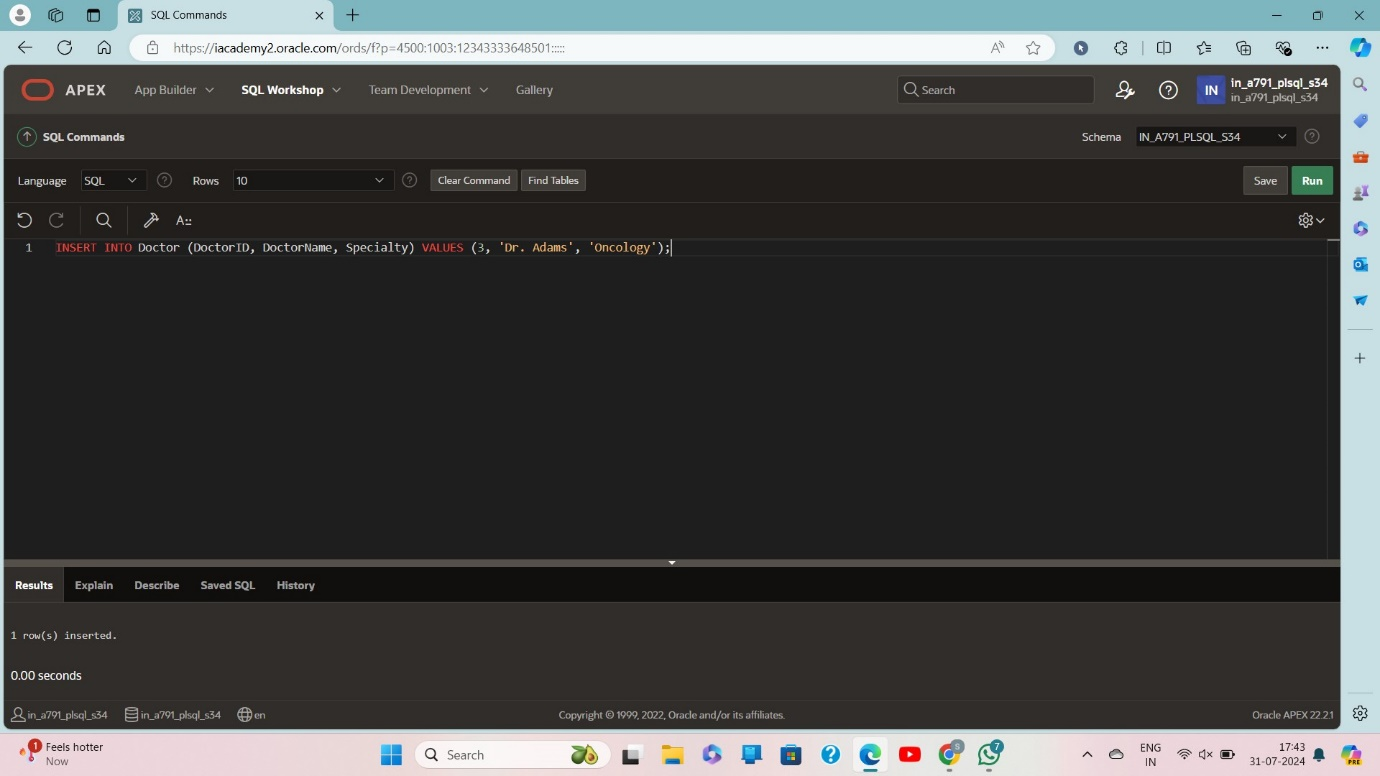 SQL Commands
https://iacademy2.oracle.com/ords/f?p=4500:1003:12343333648501:::::
APEX App Builder SQL Workshop Team Development Gallery Search IN in_a791_plsql_s34
in_a791_plsql_s34
SQL Commands Schema IN_A791_PLSQL_S34
Language SQL Rows 10 Clear Command Find Tables Save Run
A::
1 INSERT INTO Doctor (DoctorID, DoctorName, Specialty) VALUES (3, 'Dr. Adams', 'Oncology');
Results Explain Describe Saved SQL History
1 row(s) inserted.
0.00 seconds
in_a791_plsql_s34 in_a791_plsql_s34 en Copyright © 1999, 2022, Oracle and/or its affiliates. Oracle APEX 22.2.1
1 Feels hotter
Now
Search
S
7
ENG
IN
17:43
31-07-2024
PRE